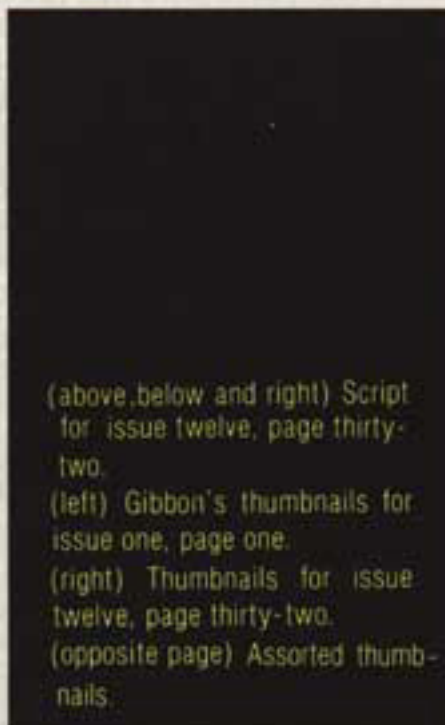 (above,below and right) Script
for issue twelve, page thirty-
two.
(left) Gibbon's thumbnails for
issue one, page one.
(right) Thumbnails for issue
twelve, page thirty-two.
(opposite page) Assorted thumb-
nails.